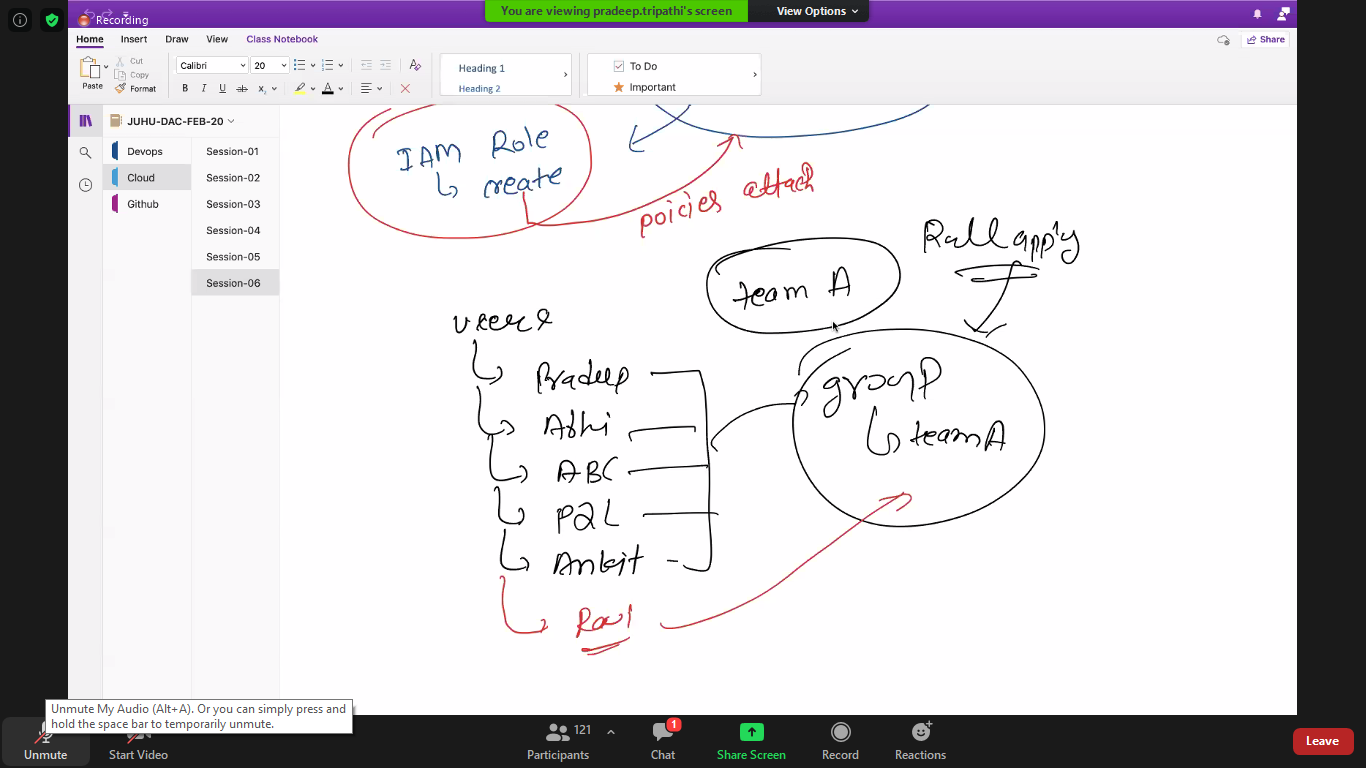 Recording
You are viewing pradeep.tripathi's screen
View Options
Home Insert Draw View Class Notebook
Share
Paste
Cut
Copy
Format
Calibri 20
B I U ab X₂ A
Heading 1
Heading 2
To Do
Important
JUHU-DAC-FEB-20
Devops
Cloud
Github
Session-01
Session-02
Session-03
Session-04
Session-05
Session-06
IAM Role
create
poicies attach
team A
group
team A
Pradeep
Abhi
ABC
Ankit
Unmute My Audio (Alt+A). Or you can simply press and
hold the space bar to temporarily unmute.
Unmute
Start Video
Participants
121
Chat
1
Share Screen
Record
Reactions
Leave